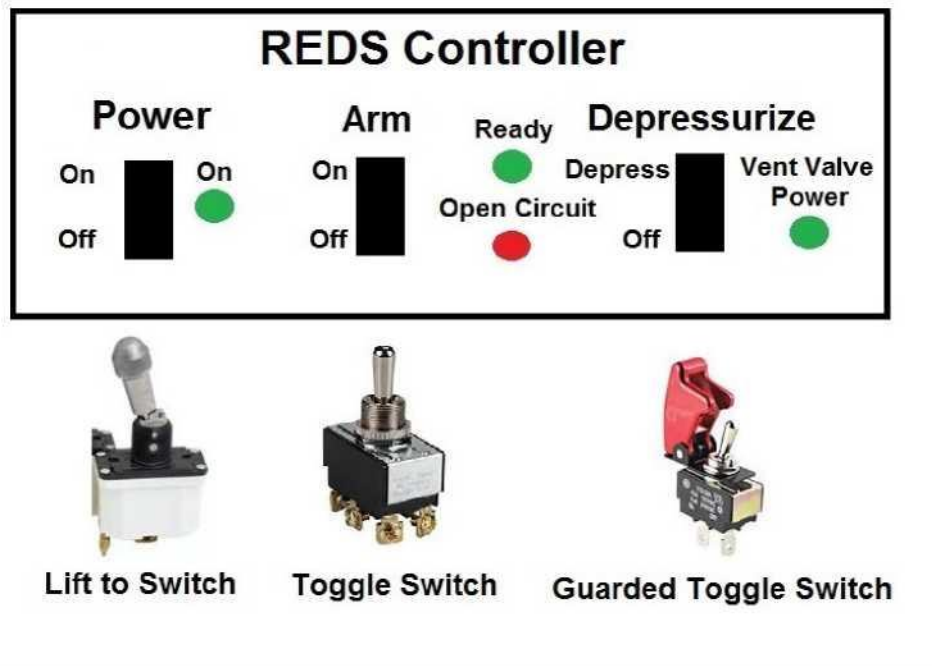 REDS Controller
Power
Arm
Ready
Depressurize
On
On
On
Depress
Vent Valve
Power
Open Circuit
Off
Off
Off
Lift to Switch
Toggle Switch
Guarded Toggle Switch